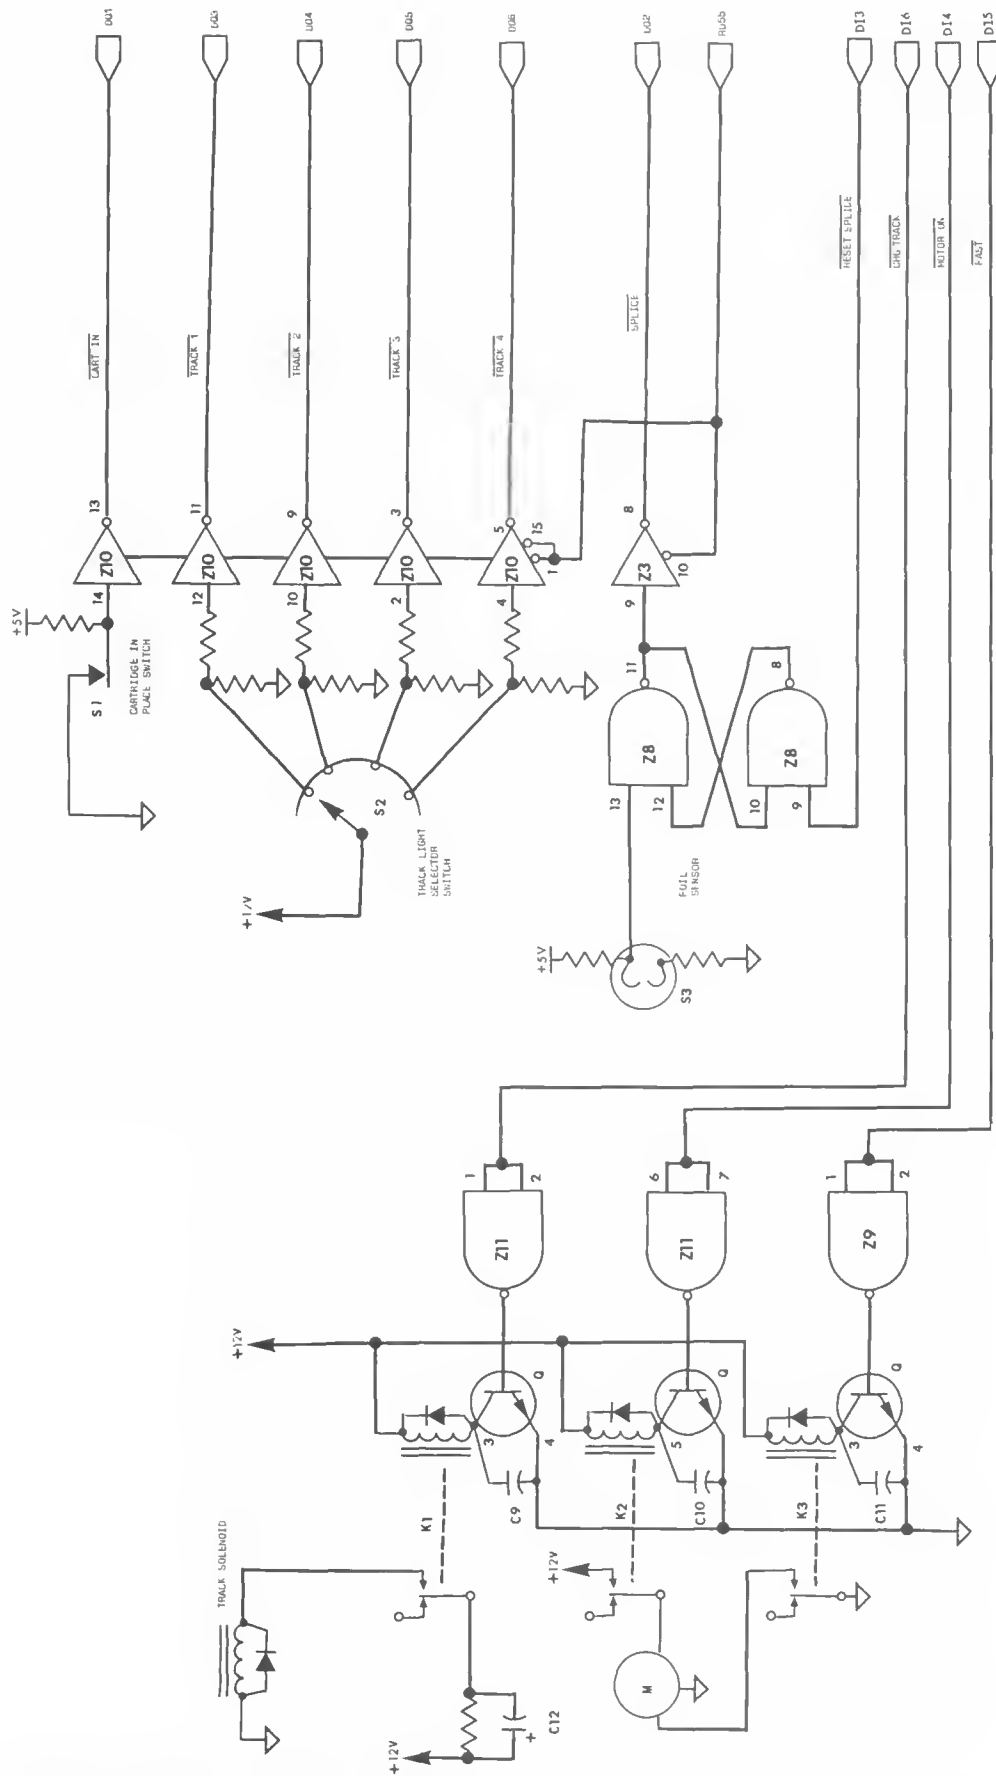 DO1
DO3
DO4
DO5
DO6
DO2
RDSB
DI3
DI6
DI4
DI5
CART IN
TRACK 1
TRACK 2
TRACK 3
TRACK 4
SPLICE
RESET SPLICE
CHG TRACK
MOTOR ON
FAST
13
Z10
14
+5V
S1
CARTRIDGE IN
PLACE SWITCH
11
Z10
12
9
Z10
10
3
Z10
2
5
15
Z10
1
4
S2
TRACK LIGHT
SELECTOR
SWITCH
+17V
8
Z3
10
9
11
Z8
13
12
8
Z8
10
9
FOIL
SENSOR
+5V
S3
1
2
Z11
6
7
Z11
1
2
Z9
+12V
Q
3
4
C9
K1
Q
5
C10
K2
Q
3
4
C11
K3
TRACK SOLENOID
+12V
C12
+
+12V
M